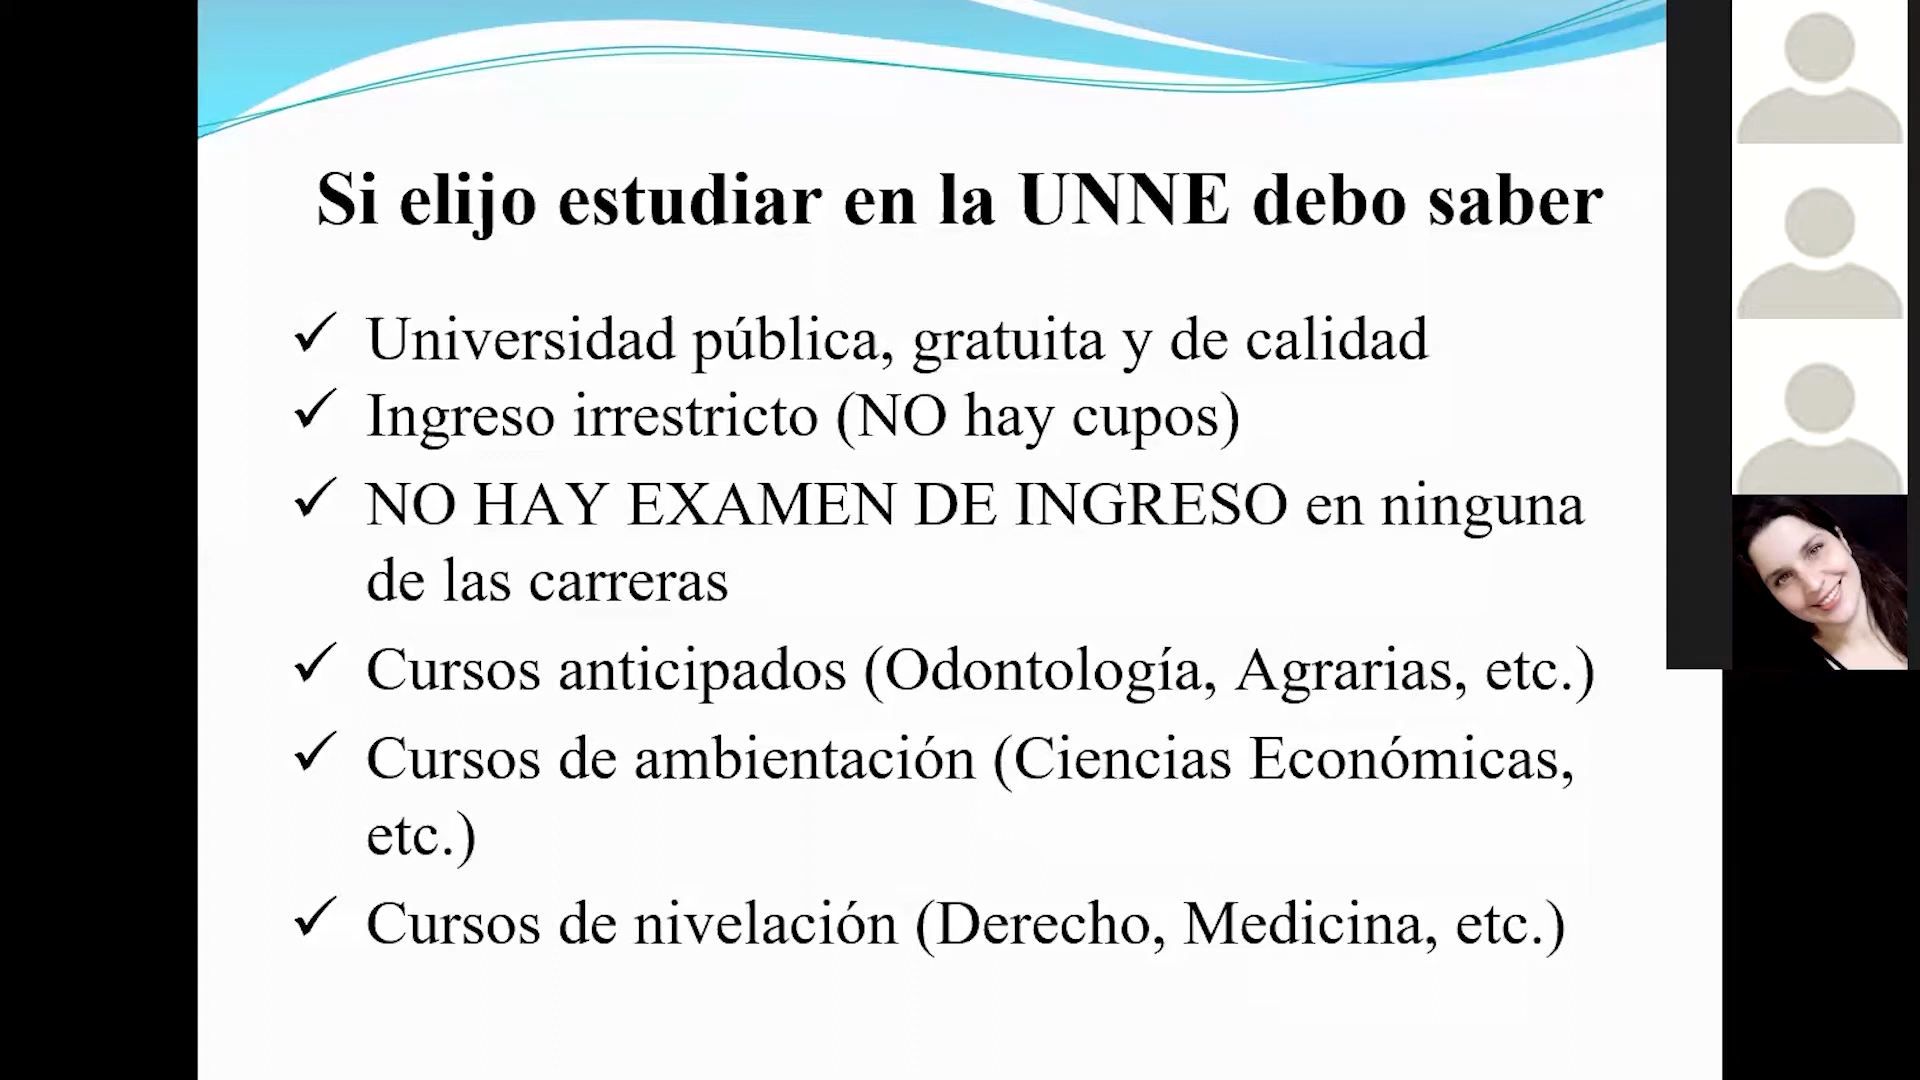 Si elijo estudiar en la UNNE debo saber
✓ Universidad pública, gratuita y de calidad
✓ Ingreso irrestricto (NO hay cupos)
✓ NO HAY EXAMEN DE INGRESO en ninguna
de las carreras
✓ Cursos anticipados (Odontología, Agrarias, etc.)
✓ Cursos de ambientación (Ciencias Económicas,
etc.)
✓ Cursos de nivelación (Derecho, Medicina, etc.)